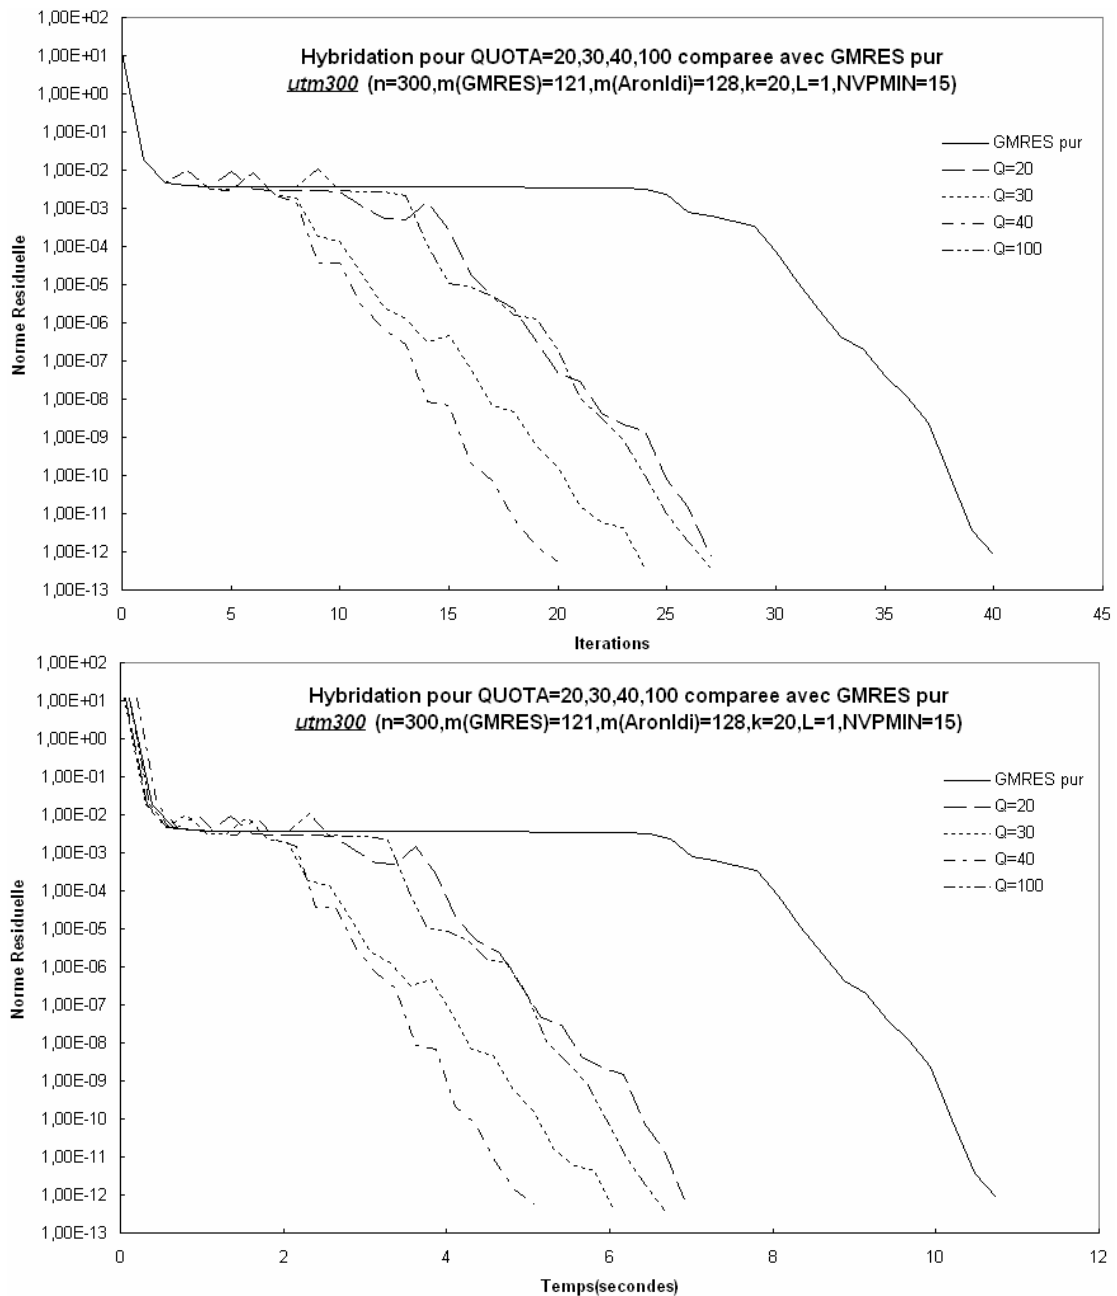 Hybridation pour QUOTA=20,30,40,100 comparee avec GMRES pur
utm300 (n=300,m(GMRES)=121,m(Aronldi)=128,k=20,L=1,NVPMIN=15)
Norme Residuelle
1,00E+02
1,00E+01
1,00E+00
1,00E-01
1,00E-02
1,00E-03
1,00E-04
1,00E-05
1,00E-06
1,00E-07
1,00E-08
1,00E-09
1,00E-10
1,00E-11
1,00E-12
1,00E-13
GMRES pur
Q=20
Q=30
Q=40
Q=100
0 5 10 15 20 25 30 35 40 45
Iterations
Hybridation pour QUOTA=20,30,40,100 comparee avec GMRES pur
utm300 (n=300,m(GMRES)=121,m(Aronldi)=128,k=20,L=1,NVPMIN=15)
Norme Residuelle
1,00E+02
1,00E+01
1,00E+00
1,00E-01
1,00E-02
1,00E-03
1,00E-04
1,00E-05
1,00E-06
1,00E-07
1,00E-08
1,00E-09
1,00E-10
1,00E-11
1,00E-12
1,00E-13
GMRES pur
Q=20
Q=30
Q=40
Q=100
0 2 4 6 8 10 12
Temps(secondes)